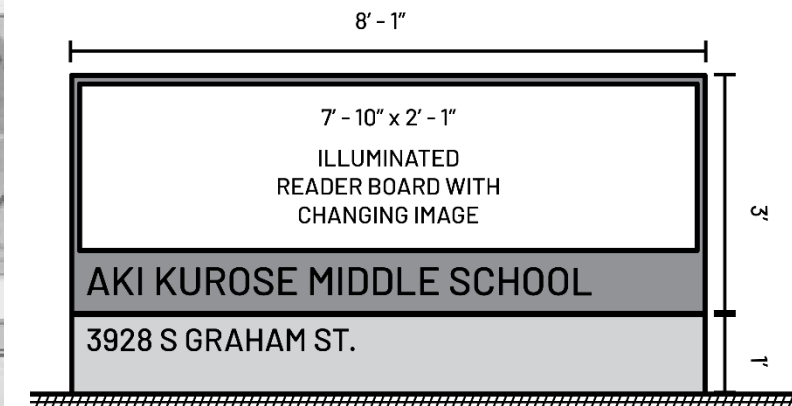 8' - 1"
7' - 10" x 2' - 1"
ILLUMINATED
READER BOARD WITH
CHANGING IMAGE
3'
AKI KUROSE MIDDLE SCHOOL
3928 S GRAHAM ST.
1'